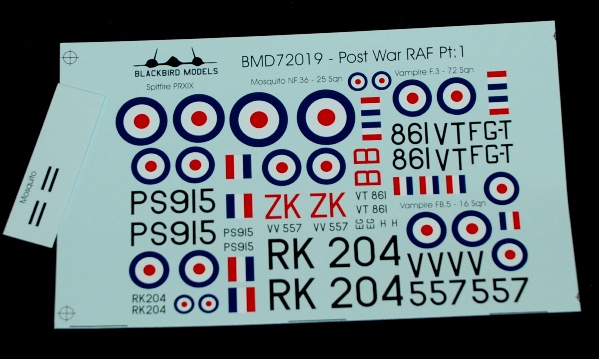 BMD72019 - Post War RAF Pt:1
BLACKBIRD MODELS
Spitfire PRXIX
Mosquito NF.36 - 25 Sqn
Vampire F.3 - 72 Sqn
861 VT FG-T
861 VT FG-T
BB
PS915
PS915
ZK ZK
VT 861
VT 861
VV 557
VV 557
EG EG H H
Vampire FB.5 - 16 Sqn
PS915
PS915
RK 204
RK 204
VVVV
557557
RK204
RK204
Mosquito